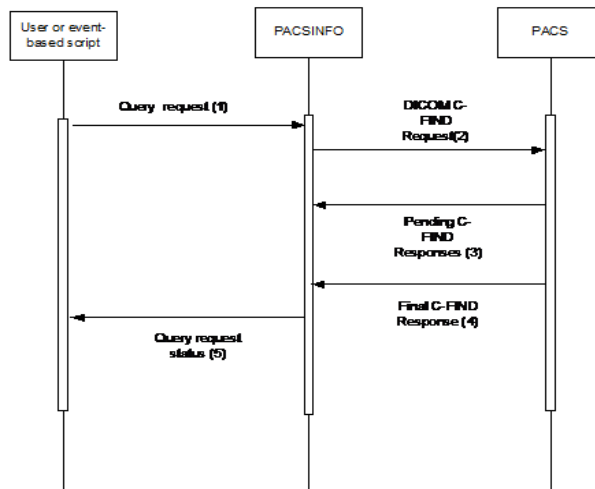 User or event-
based script
PACSINFO
PACS
Query request (1)
DICOM C-
FIND
Request(2)
Pending C-
FIND
Responses (3)
Final C-FIND
Response (4)
Query request
status (5)